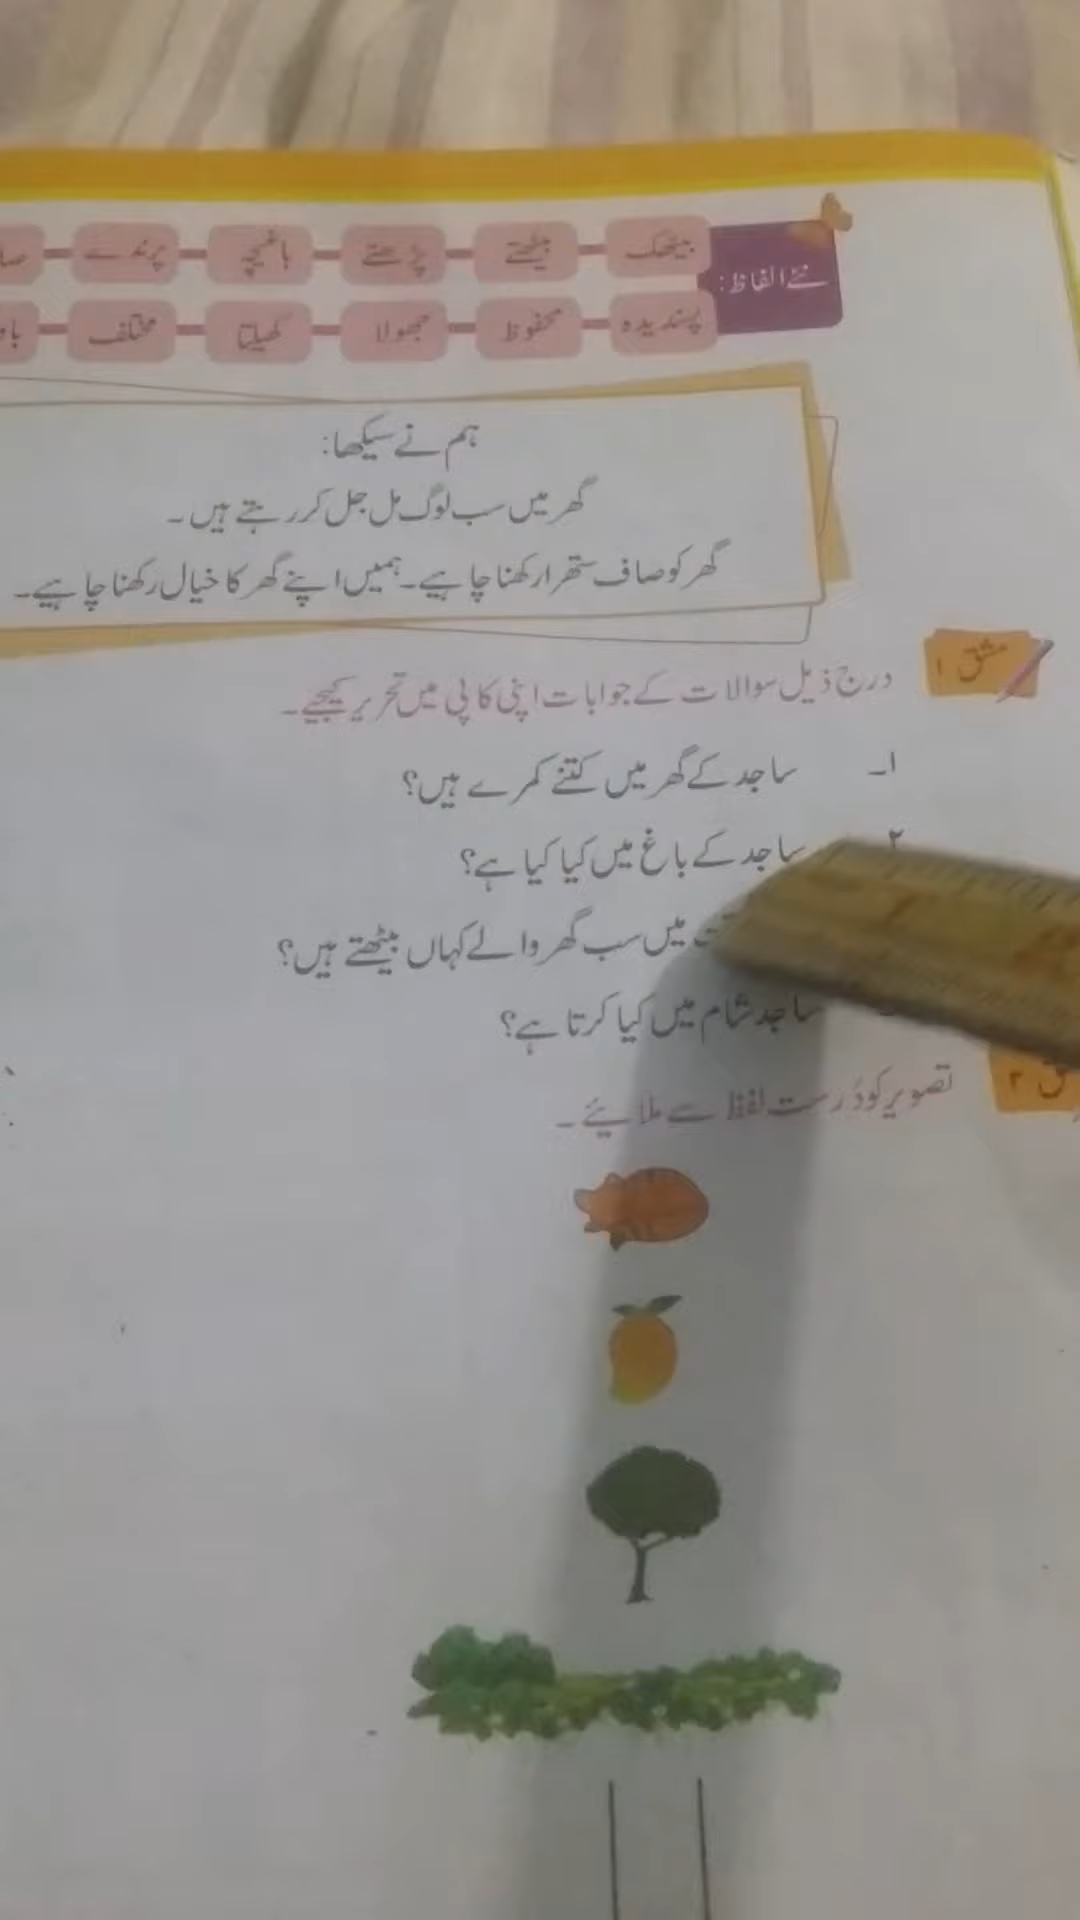 نئے الفاظ: بیٹھک بیٹھتے پڑھتے باغیچہ پرندے
پسندیدہ محفوظ جھولا کھیلتا مختلف
ہم نے سیکھا:
گھر میں سب لوگ مل جل کر رہتے ہیں۔
گھر کو صاف ستھرا رکھنا چاہیے۔ ہمیں اپنے گھر کا خیال رکھنا چاہیے۔
مشق ۱
درج ذیل سوالات کے جوابات اپنی کاپی میں تحریر کیجیے۔
۱۔ ساجد کے گھر میں کتنے کمرے ہیں؟
۲ ساجد کے باغ میں کیا کیا ہے؟
میں سب گھر والے کہاں بیٹھتے ہیں؟
ساجد شام میں کیا کرتا ہے؟
۲
تصویر کو دُرست لفظ سے ملائیے۔